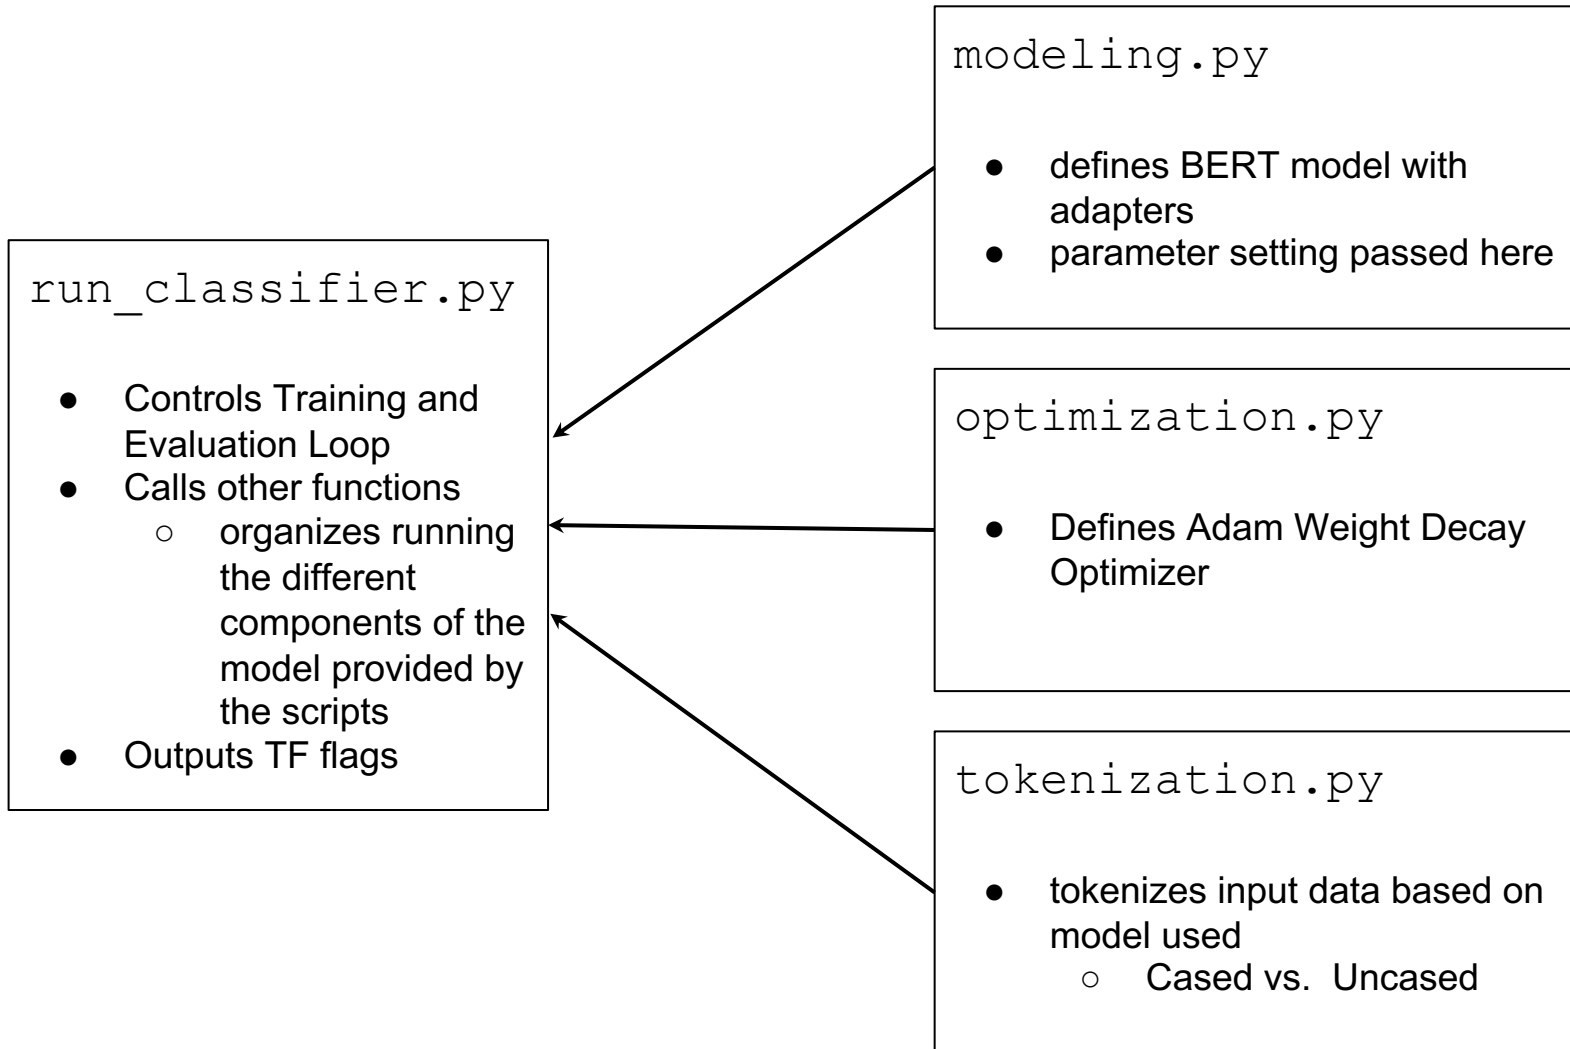 run_classifier.py
● Controls Training and
Evaluation Loop
● Calls other functions
○ organizes running
the different
components of the
model provided by
the scripts
● Outputs TF flags
modeling.py
● defines BERT model with
adapters
● parameter setting passed here
optimization.py
● Defines Adam Weight Decay
Optimizer
tokenization.py
● tokenizes input data based on
model used
○ Cased vs. Uncased